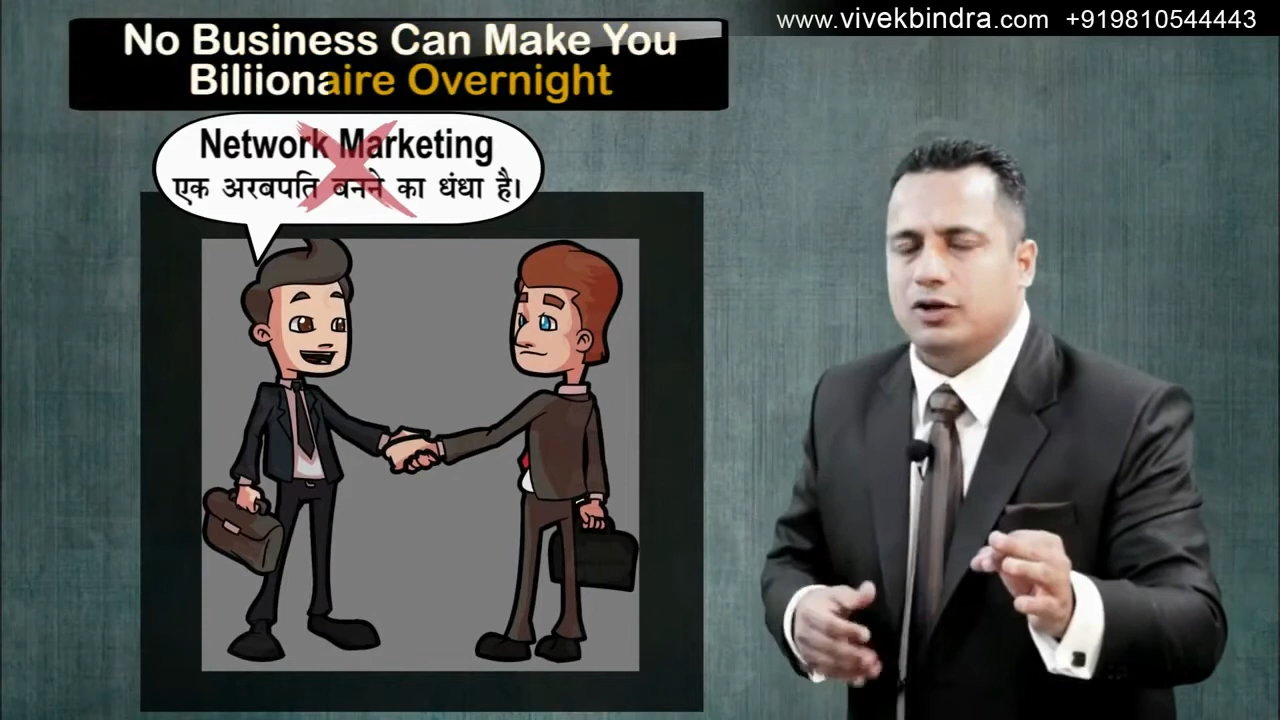 www.vivekbindra.com +919810544443
No Business Can Make You
Biliionaire Overnight
Network Marketing
एक अरबपति बनने का धंधा है।